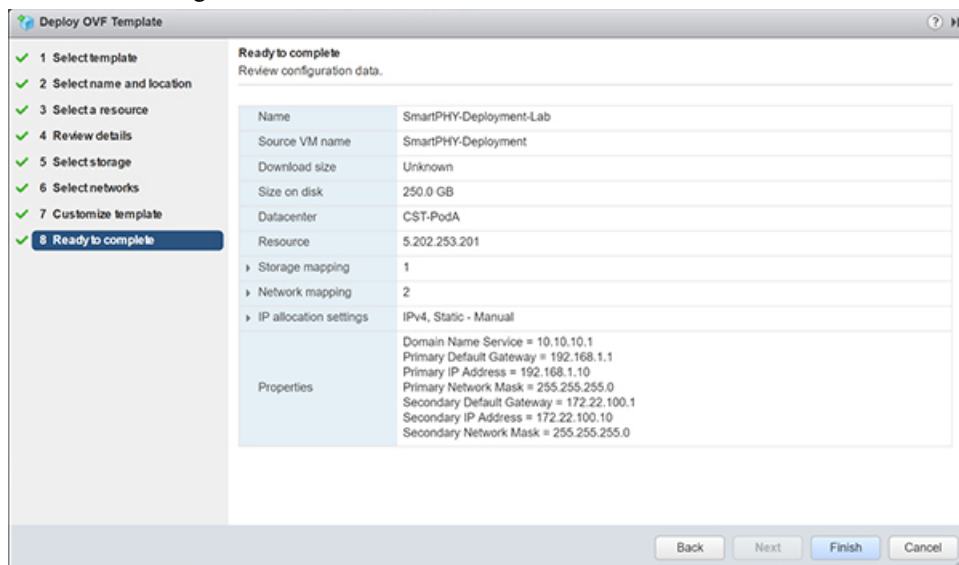 Deploy OVF Template
1 Select template
2 Select name and location
3 Select a resource
4 Review details
5 Select storage
6 Select networks
7 Customize template
8 Ready to complete
Ready to complete
Review configuration data.
Name SmartPHY-Deployment-Lab
Source VM name SmartPHY-Deployment
Download size Unknown
Size on disk 250.0 GB
Datacenter CST-PodA
Resource 5.202.253.201
Storage mapping 1
Network mapping 2
IP allocation settings IPv4, Static - Manual
Properties
Domain Name Service = 10.10.10.1
Primary Default Gateway = 192.168.1.1
Primary IP Address = 192.168.1.10
Primary Network Mask = 255.255.255.0
Secondary Default Gateway = 172.22.100.1
Secondary IP Address = 172.22.100.10
Secondary Network Mask = 255.255.255.0
Back Next Finish Cancel